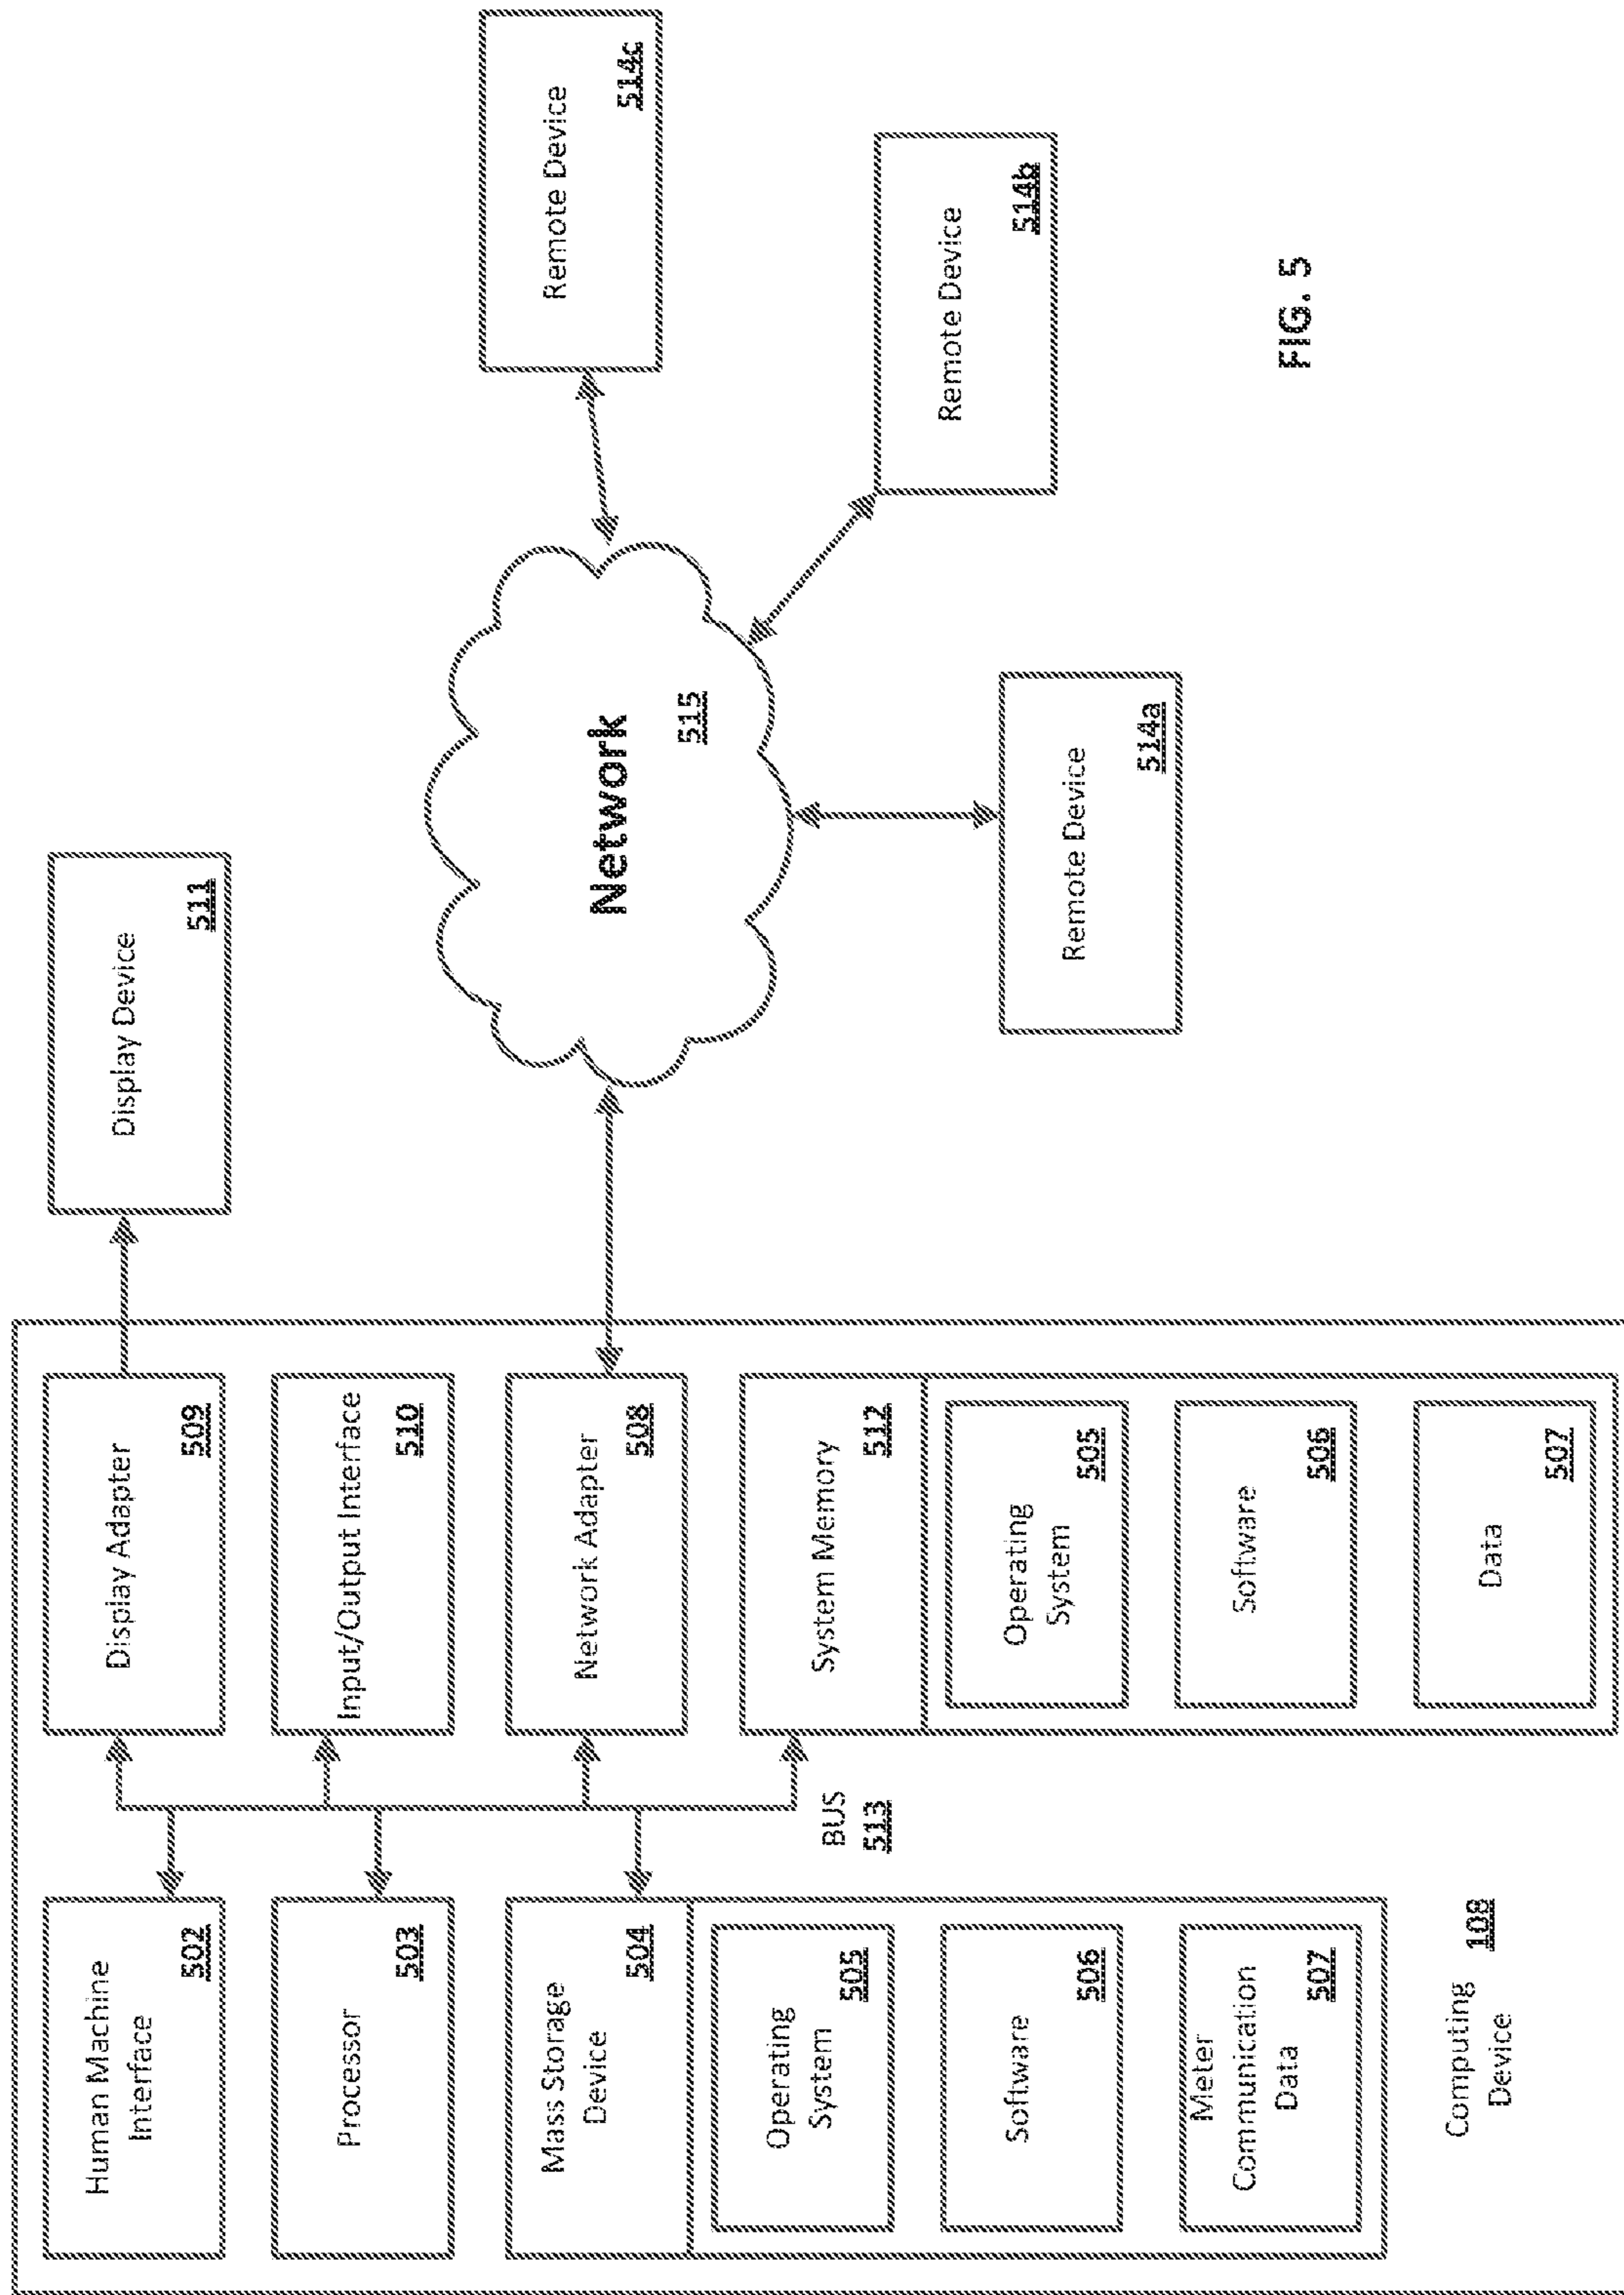 Human Machine
Interface
502
Processor
503
Mass Storage
Device
504
Operating
System
505
Software
506
Meter
Communication
Data
507
Computing
Device
108
BUS
513
Display Adapter
509
Input/Output Interface
510
Network Adapter
508
System Memory
512
Operating
System
505
Software
506
Data
507
Display Device
511
Network
515
Remote Device
514a
Remote Device
514b
Remote Device
514c
FIG. 5